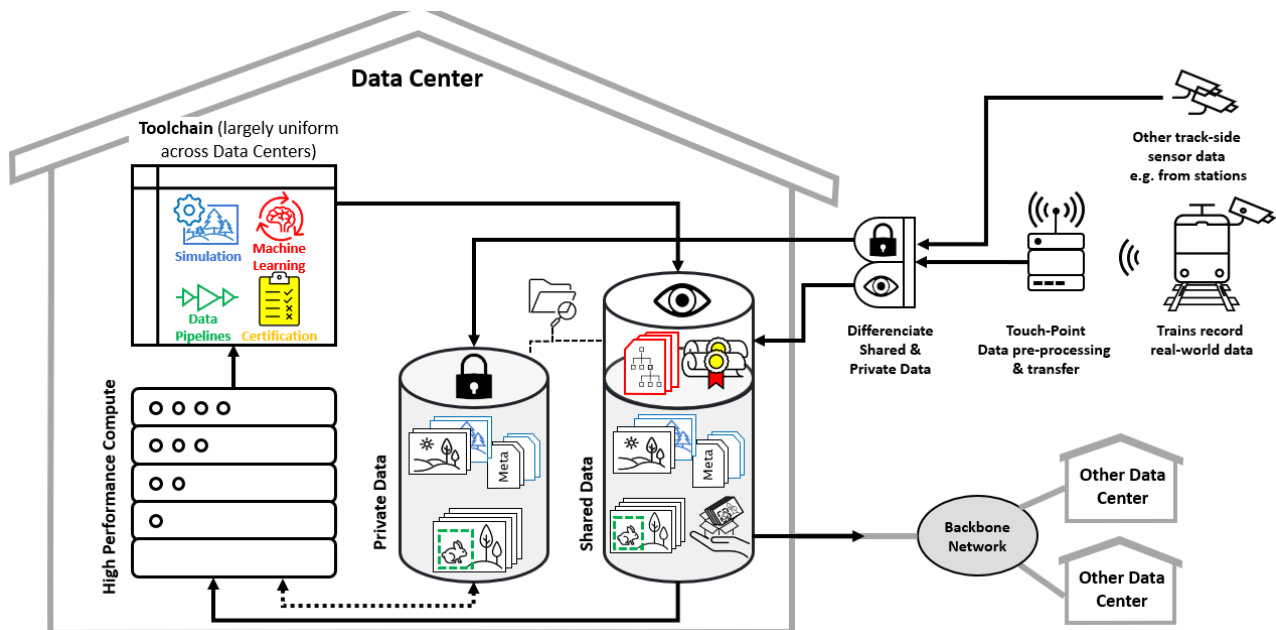 Data Center
Toolchain (largely uniform
across Data Centers)
Simulation
Machine
Learning
Data
Pipelines
Certification
High Performance Compute
Private Data
Meta
Shared Data
Meta
Other track-side
sensor data
e.g. from stations
Differenciate
Shared &
Private Data
Touch-Point
Data pre-processing
& transfer
Trains record
real-world data
Backbone
Network
Other Data
Center
Other Data
Center